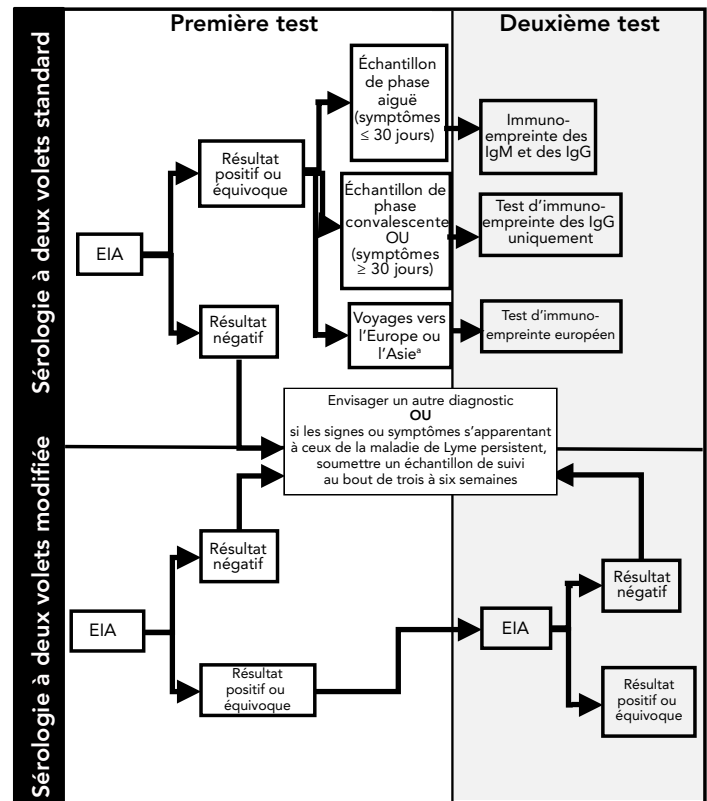 Première test
Deuxième test
Sérologie à deux volets standard
EIA
Résultat
positif ou
équivoque
Résultat
négatif
Échantillon
de phase
aiguë
(symptômes
≤ 30 jours)
Échantillon de
phase
convalescente
OU
(symptômes
≥ 30 jours)
Voyages vers
l'Europe ou
l'Asieᵃ
Immuno-
empreinte des
IgM et des IgG
Test d'immuno-
empreinte des IgG
uniquement
Test d'immuno-
empreinte européen
Envisager un autre diagnostic
OU
si les signes ou symptômes s'apparentant
à ceux de la maladie de Lyme persistent,
soumettre un échantillon de suivi
au bout de trois à six semaines
Sérologie à deux volets modifiée
EIA
Résultat
négatif
Résultat
positif ou
équivoque
EIA
Résultat
négatif
Résultat
positif ou
équivoque